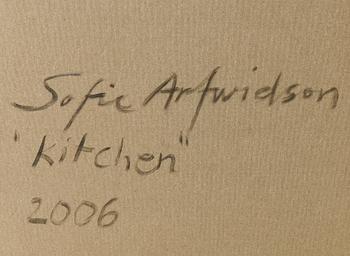 Sofie Arfwidson
"Kitchen"
2006